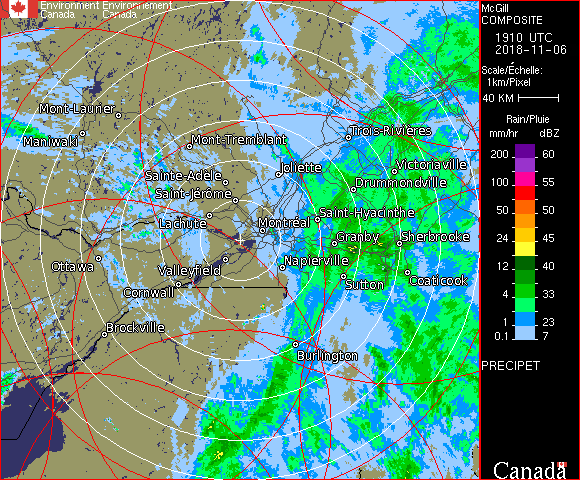 Environment Environnement
Canada Canada
McGill
COMPOSITE
1910 UTC
2018-11-06
Scale/Échelle:
1km/Pixel
40 KM
Rain/Pluie
mm/hr dBZ
200 60
100 55
50 50
24 45
12 40
4 33
1 23
0.1 7
PRECIPET
Canada
Mont-Laurier
Maniwaki
Mont-Tremblant
Trois-Rivières
Joliette
Victoriaville
Sainte-Adele
Drummondville
Saint-Jérôme
Saint-Hyacinthe
Lachute
Montréal
Granby
Sherbrooke
Ottawa
Valleyfield
Napierville
Cornwall
Sutton
Coaticook
Brockville
Burlington